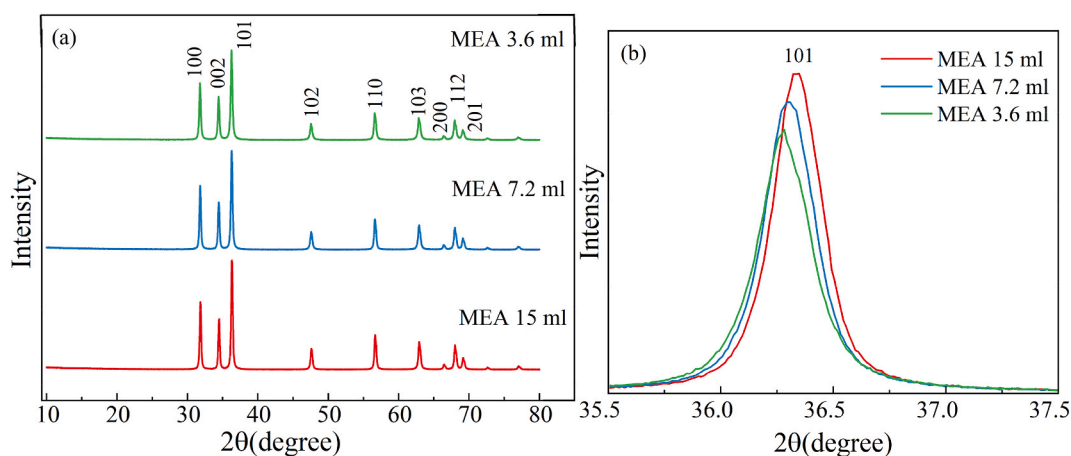 (a)
MEA 3.6 ml
100
002
101
102
110
103
200
112
201
MEA 7.2 ml
MEA 15 ml
Intensity
10 20 30 40 50 60 70 80
2θ(degree)
(b)
101
MEA 15 ml
MEA 7.2 ml
MEA 3.6 ml
Intensity
35.5 36.0 36.5 37.0 37.5
2θ(degree)